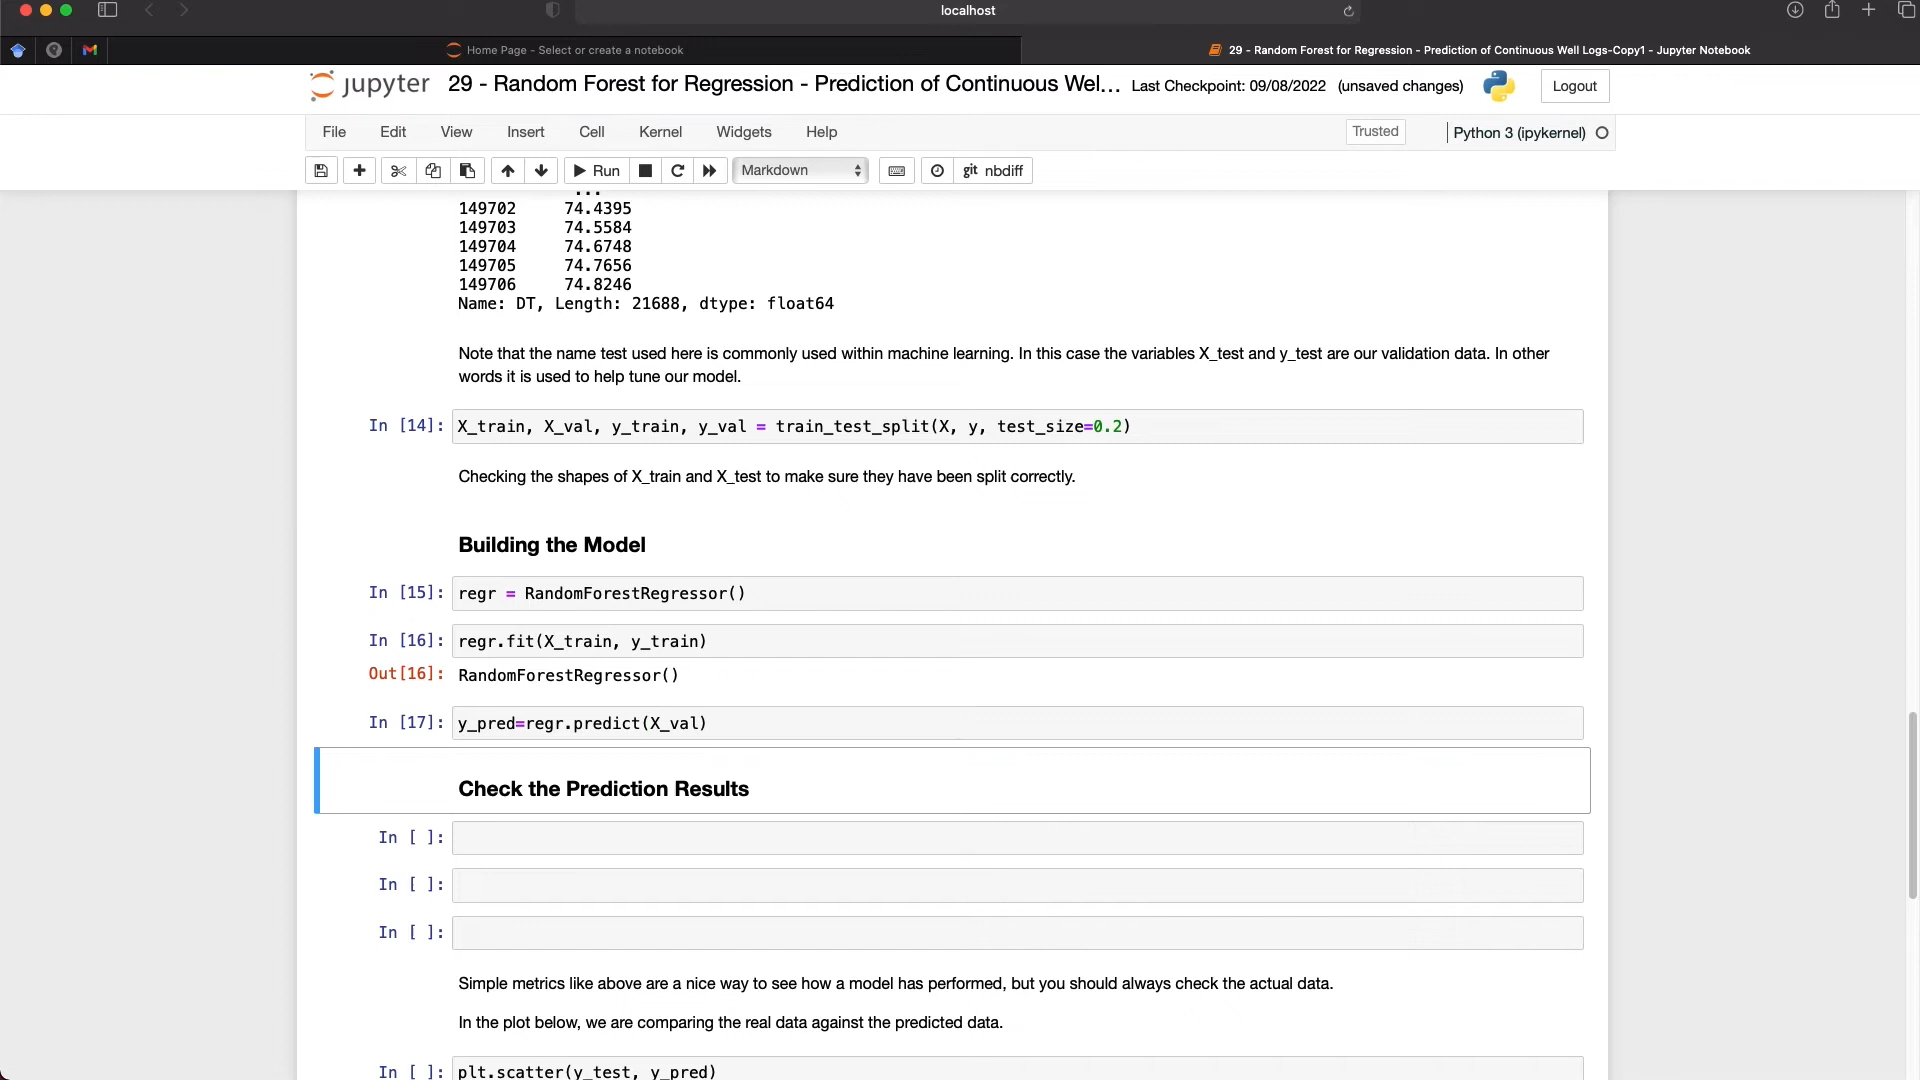 localhost
Home Page - Select or create a notebook
29 - Random Forest for Regression - Prediction of Continuous Well Logs-Copy1 - Jupyter Notebook
jupyter 29 - Random Forest for Regression - Prediction of Continuous Wel... Last Checkpoint: 09/08/2022 (unsaved changes) Logout
File Edit View Insert Cell Kernel Widgets Help Trusted Python 3 (ipykernel)
Run Markdown git nbdiff
...
149702 74.4395
149703 74.5584
149704 74.6748
149705 74.7656
149706 74.8246
Name: DT, Length: 21688, dtype: float64
Note that the name test used here is commonly used within machine learning. In this case the variables X_test and y_test are our validation data. In other
words it is used to help tune our model.
In [14]: X_train, X_val, y_train, y_val = train_test_split(X, y, test_size=0.2)
Checking the shapes of X_train and X_test to make sure they have been split correctly.
Building the Model
In [15]: regr = RandomForestRegressor()
In [16]: regr.fit(X_train, y_train)
Out[16]: RandomForestRegressor()
In [17]: y_pred=regr.predict(X_val)
Check the Prediction Results
In [ ]:
In [ ]:
In [ ]:
Simple metrics like above are a nice way to see how a model has performed, but you should always check the actual data.
In the plot below, we are comparing the real data against the predicted data.
In [ ]: plt.scatter(y_test, y_pred)